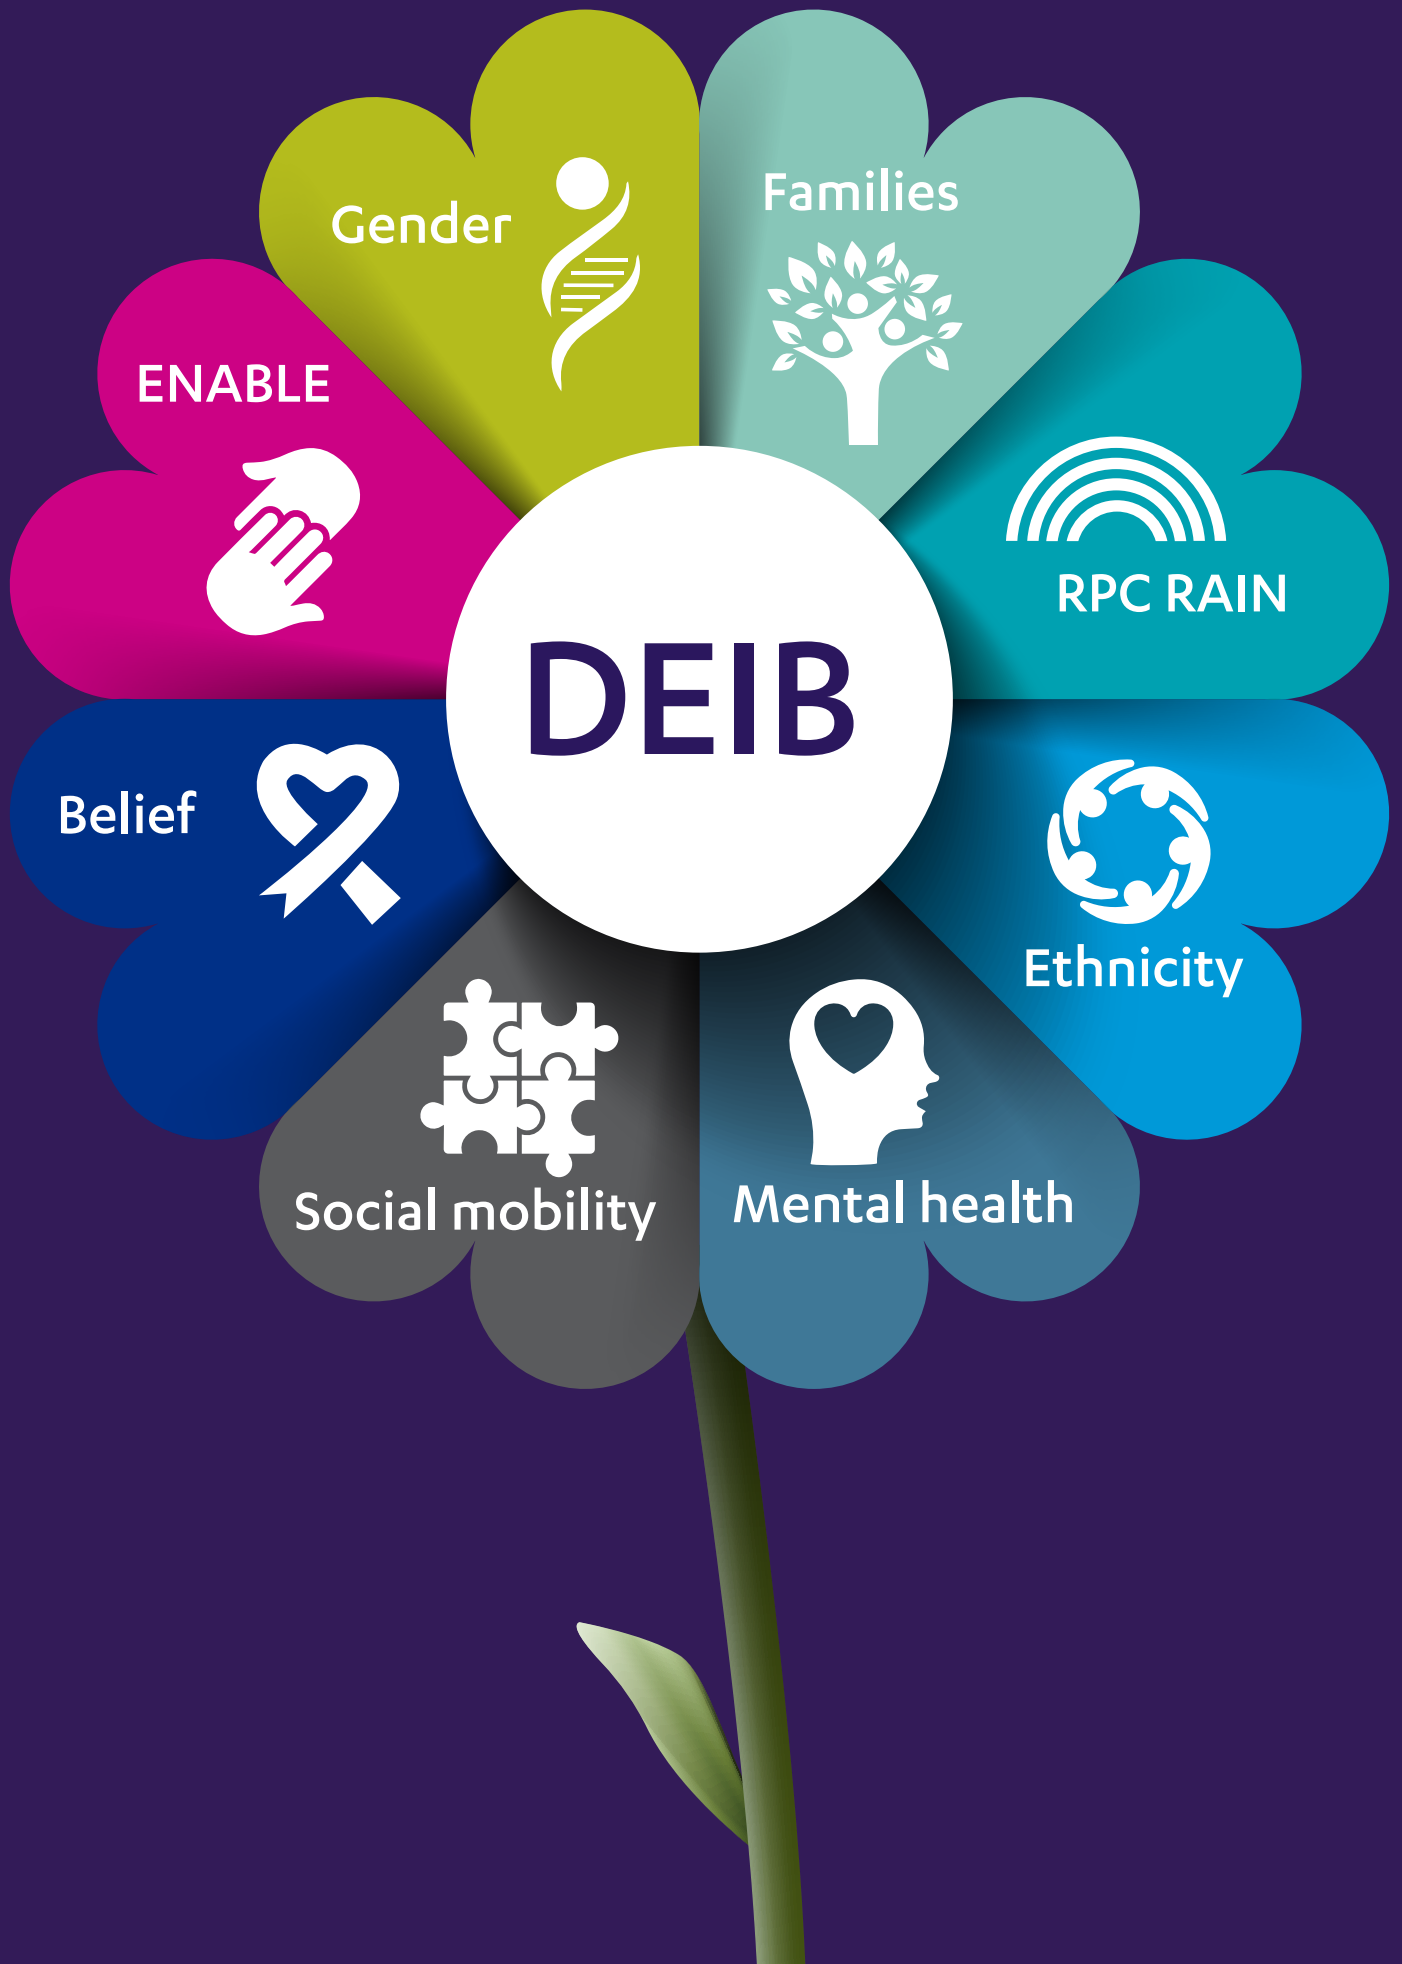 Families
Gender
ENABLE
RPC RAIN
DEIB
Belief
Ethnicity
Social mobility
Mental health